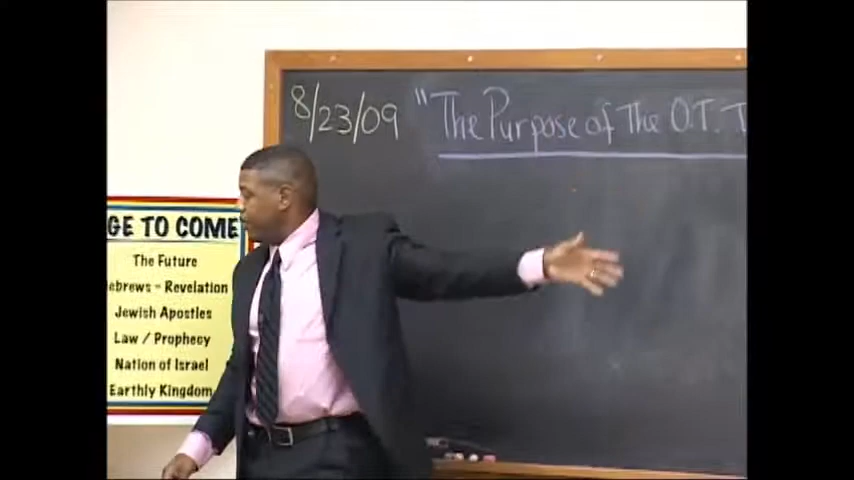 8/23/09 "The Purpose of the O.T. T
GE TO COME
The Future
ebrews - Revelation
Jewish Apostles
Law / Prophecy
Nation of Israel
Earthly Kingdom